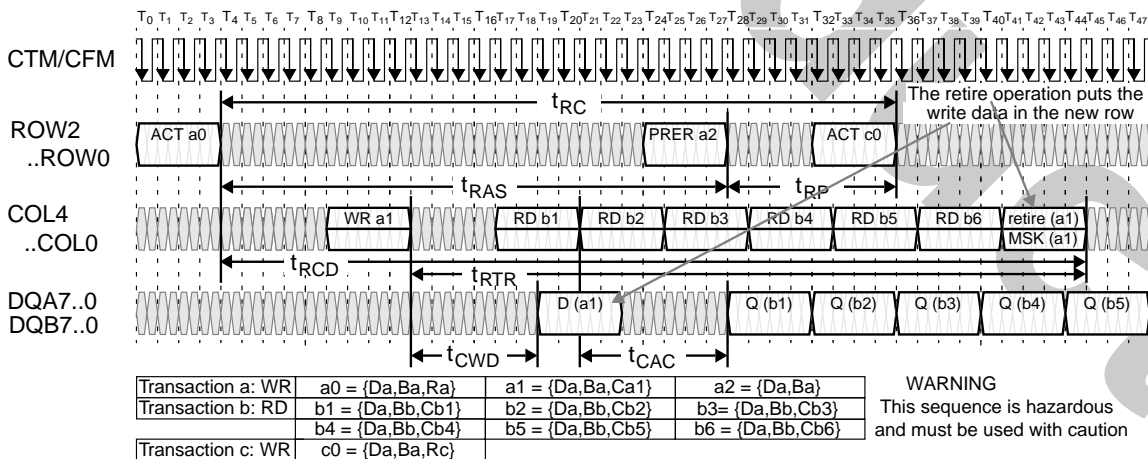 T0 T1 T2 T3 T4 T5 T6 T7 T8 T9 T10 T11 T12 T13 T14 T15 T16 T17 T18 T19 T20 T21 T22 T23 T24 T25 T26 T27 T28 T29 T30 T31 T32 T33 T34 T35 T36 T37 T38 T39 T40 T41 T42 T43 T44 T45 T46 T47
CTM/CFM
tRC
The retire operation puts the
write data in the new row
ROW2
..ROW0
ACT a0
PRER a2
ACT c0
tRAS
tRP
COL4
..COL0
WR a1
RD b1
RD b2
RD b3
RD b4
RD b5
RD b6
retire (a1)
MSK (a1)
tRCD
tRTR
DQA7..0
DQB7..0
D (a1)
Q (b1)
Q (b2)
Q (b3)
Q (b4)
Q (b5)
tCWD
tCAC
Transaction a: WR a0 = {Da,Ba,Ra} a1 = {Da,Ba,Ca1} a2 = {Da,Ba}
Transaction b: RD b1 = {Da,Bb,Cb1} b2 = {Da,Bb,Cb2} b3= {Da,Bb,Cb3}
b4 = {Da,Bb,Cb4} b5 = {Da,Bb,Cb5} b6 = {Da,Bb,Cb6}
Transaction c: WR c0 = {Da,Ba,Rc}
WARNING
This sequence is hazardous
and must be used with caution